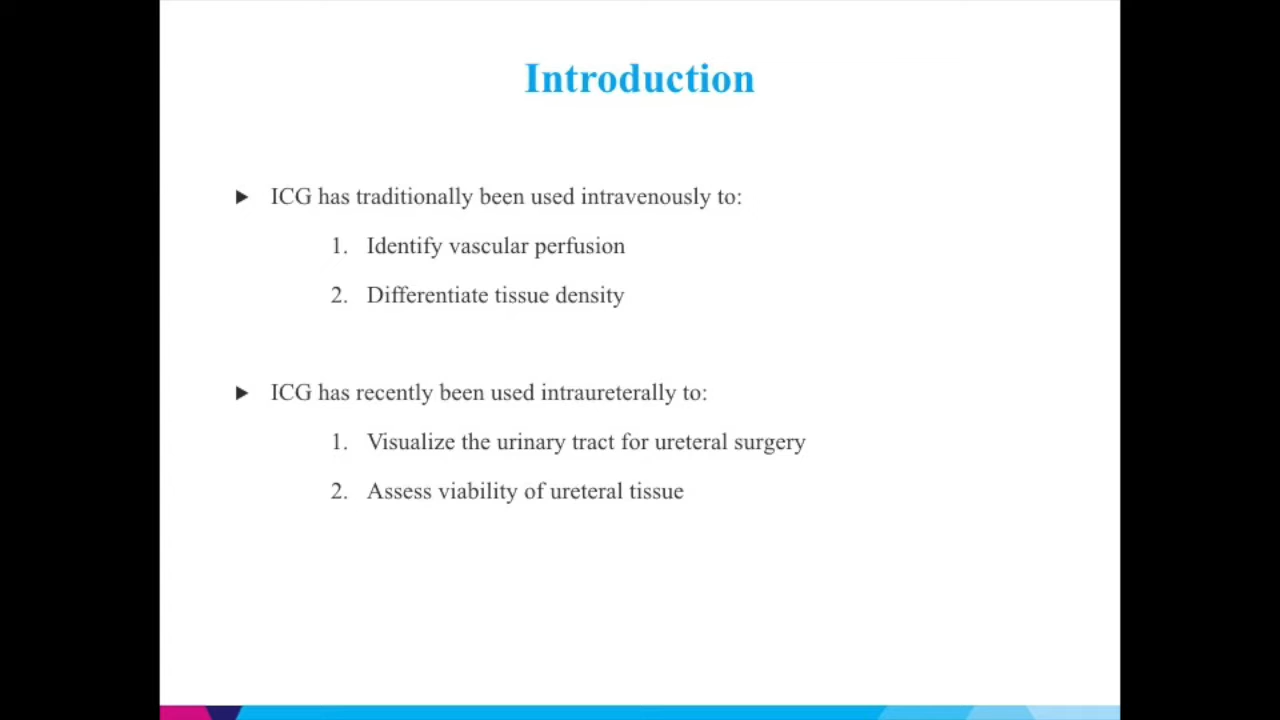 Introduction
ICG has traditionally been used intravenously to:
1. Identify vascular perfusion
2. Differentiate tissue density
ICG has recently been used intraureterally to:
1. Visualize the urinary tract for ureteral surgery
2. Assess viability of ureteral tissue